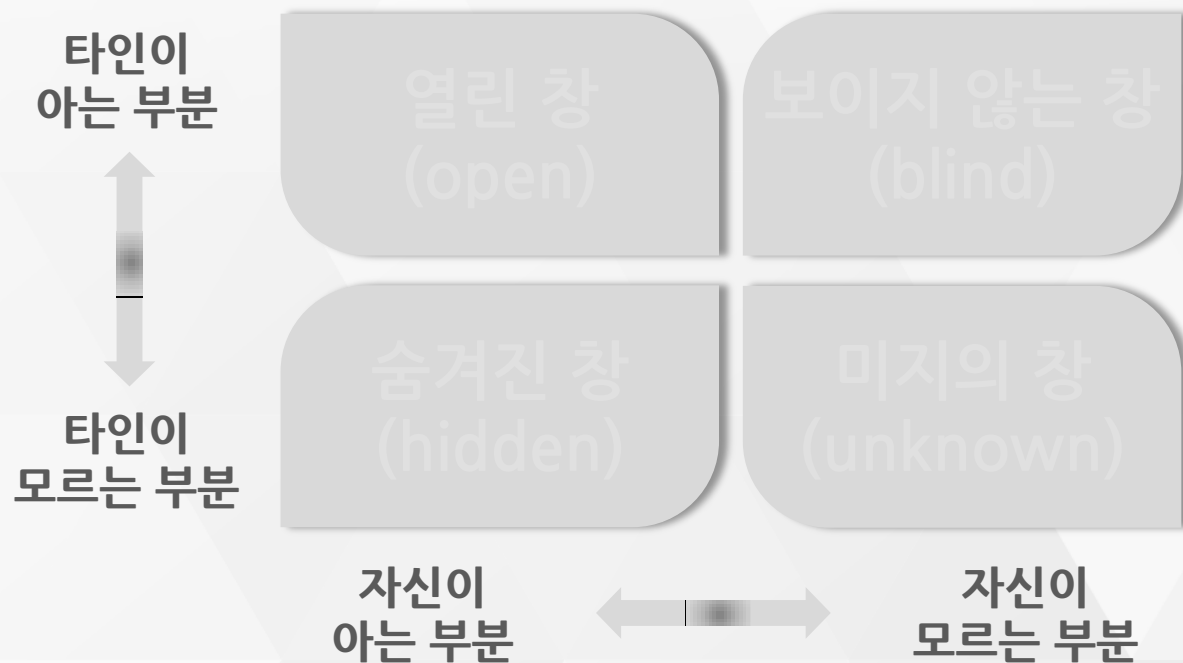 타인이
아는 부분
열린 창
(open)
보이지 않는 창
(blind)
타인이
모르는 부분
숨겨진 창
(hidden)
미지의 창
(unknown)
자신이
아는 부분
자신이
모르는 부분